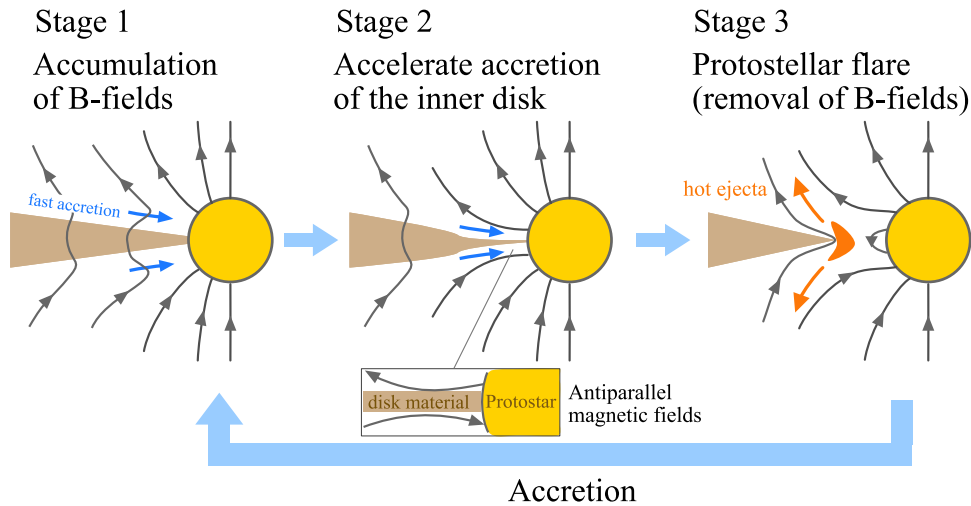 Stage 1
Accumulation
of B-fields
Stage 2
Accelerate accretion
of the inner disk
Stage 3
Protostellar flare
(removal of B-fields)
fast accretion
hot ejecta
disk material
Protostar
Antiparallel
magnetic fields
Accretion